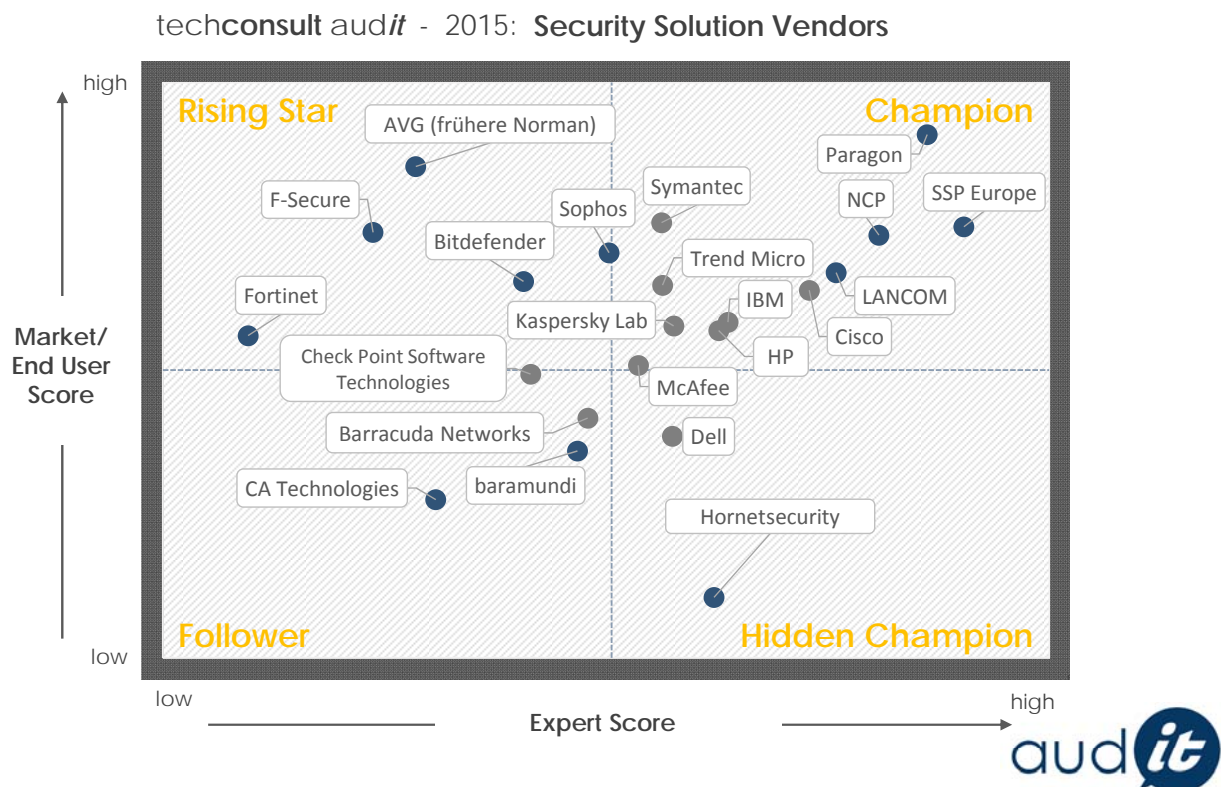 techconsult audit - 2015: Security Solution Vendors
high
Rising Star
Champion
AVG (frühere Norman)
Paragon
F-Secure
Symantec
NCP
SSP Europe
Sophos
Bitdefender
Trend Micro
Fortinet
IBM
LANCOM
Kaspersky Lab
Cisco
HP
Market/
End User
Score
Check Point Software
Technologies
McAfee
Barracuda Networks
Dell
CA Technologies
baramundi
Hornetsecurity
Follower
Hidden Champion
low
low
high
Expert Score
audit